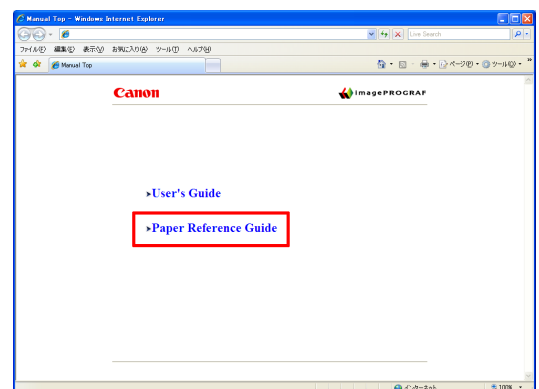 Manual Top - Windows Internet Explorer
Live Search
ファイル(F) 編集(E) 表示(V) お気に入り(A) ツール(T) ヘルプ(H)
Manual Top
ページ(P) ツール(O)
Canon
imagePROGRAF
User's Guide
Paper Reference Guide
インターネット
100%